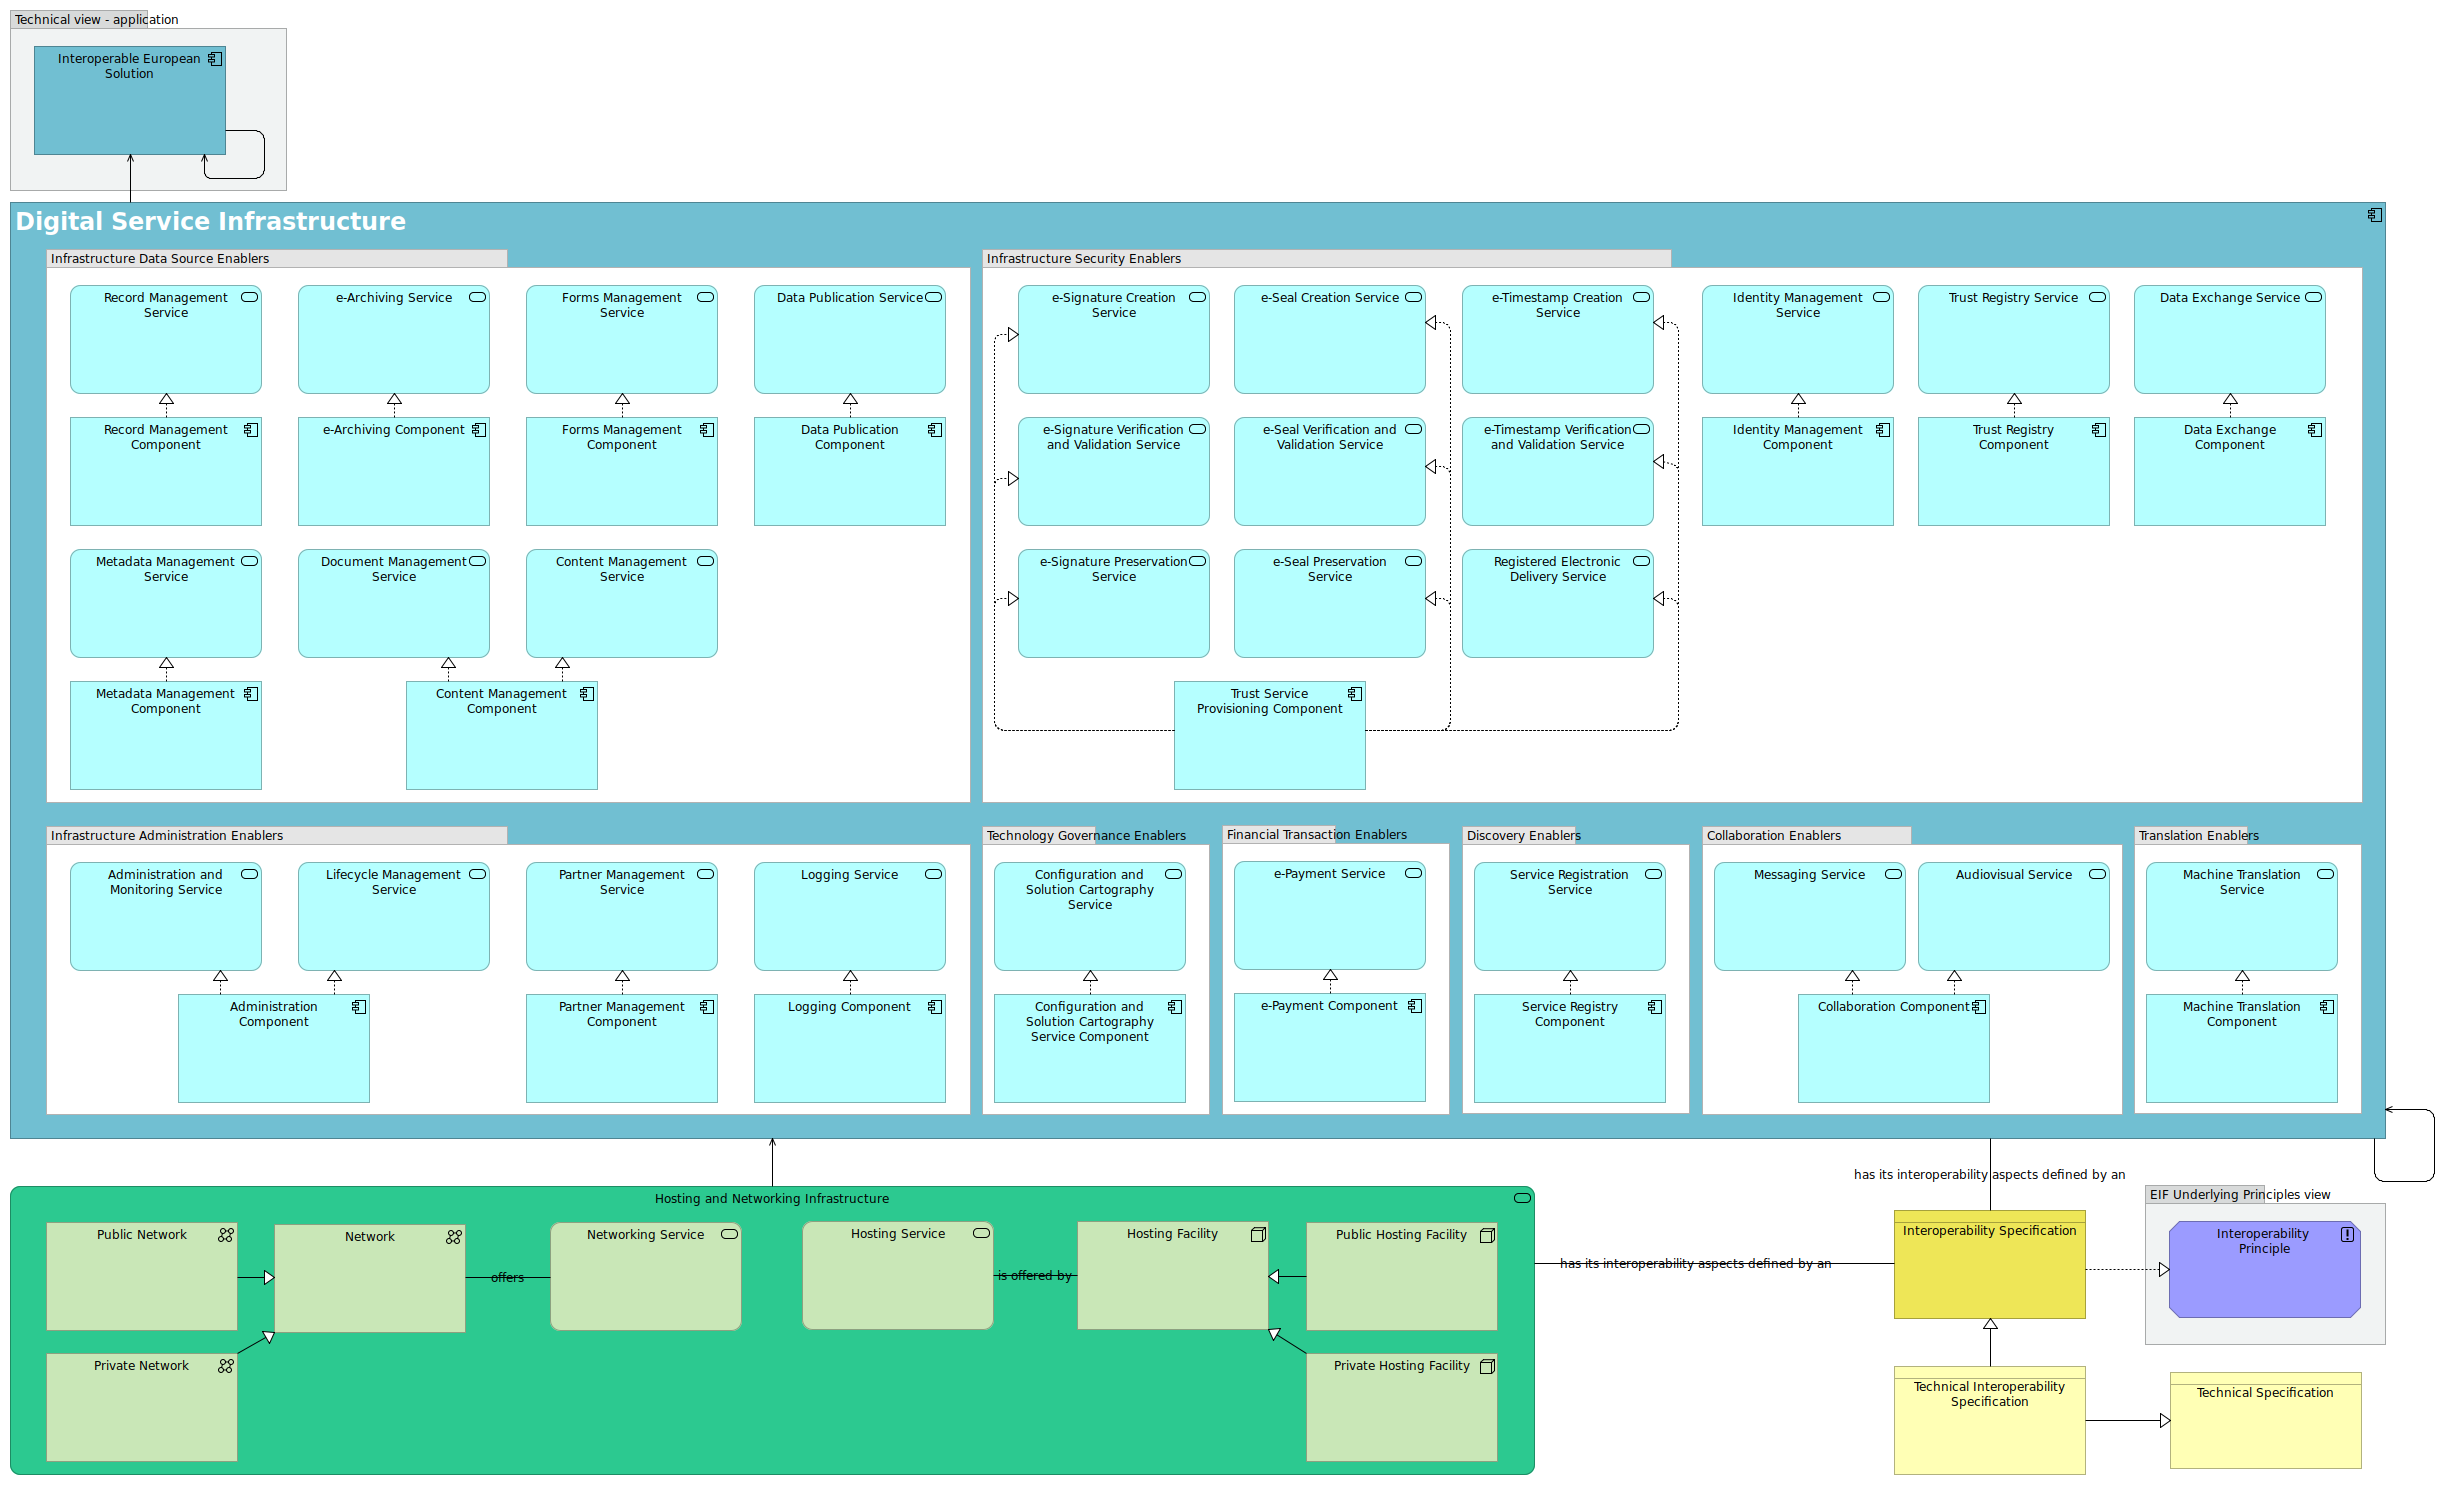 Technical view - application
Interoperable European
Solution
Digital Service Infrastructure
Infrastructure Data Source Enablers
Record Management
Service
e-Archiving Service
Forms Management
Service
Data Publication Service
Record Management
Component
e-Archiving Component
Forms Management
Component
Data Publication
Component
Metadata Management
Service
Document Management
Service
Content Management
Service
Metadata Management
Component
Content Management
Component
Infrastructure Security Enablers
e-Signature Creation
Service
e-Seal Creation Service
e-Timestamp Creation
Service
Identity Management
Service
Trust Registry Service
Data Exchange Service
e-Signature Verification
and Validation Service
e-Seal Verification and
Validation Service
e-Timestamp Verification
and Validation Service
Identity Management
Component
Trust Registry
Component
Data Exchange
Component
e-Signature Preservation
Service
e-Seal Preservation
Service
Registered Electronic
Delivery Service
Trust Service
Provisioning Component
Infrastructure Administration Enablers
Administration and
Monitoring Service
Lifecycle Management
Service
Partner Management
Service
Logging Service
Administration
Component
Partner Management
Component
Logging Component
Technology Governance Enablers
Configuration and
Solution Cartography
Service
Configuration and
Solution Cartography
Service Component
Financial Transaction Enablers
e-Payment Service
e-Payment Component
Discovery Enablers
Service Registration
Service
Service Registry
Component
Collaboration Enablers
Messaging Service
Audiovisual Service
Collaboration Component
Translation Enablers
Machine Translation
Service
Machine Translation
Component
Hosting and Networking Infrastructure
Public Network
Network
offers
Networking Service
Hosting Service
is offered by
Hosting Facility
Public Hosting Facility
Private Network
Private Hosting Facility
has its interoperability aspects defined by an
has its interoperability aspects defined by an
Interoperability Specification
EIF Underlying Principles view
Interoperability
Principle
Technical Interoperability
Specification
Technical Specification